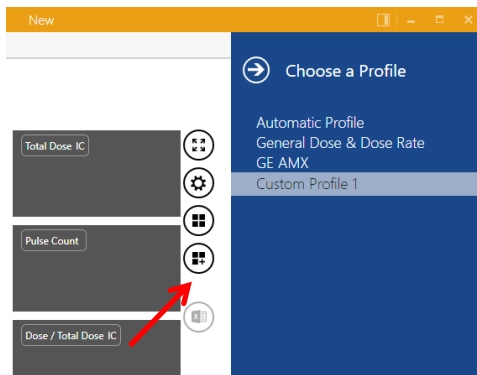 New
Choose a Profile
Automatic Profile
General Dose & Dose Rate
GE AMX
Custom Profile 1
Total Dose IC
Pulse Count
Dose / Total Dose IC